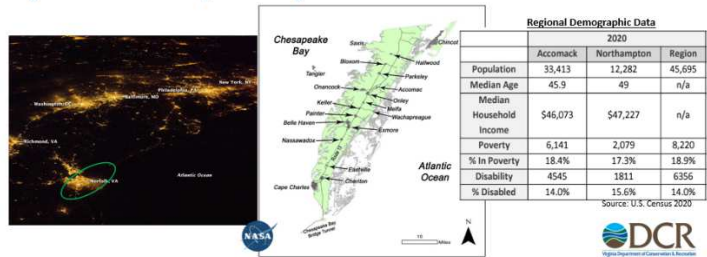 New York, NY
Philadelphia, PA
Baltimore, MD
Washington, DC
Richmond, VA
Norfolk, VA
Atlantic Ocean
NASA
Chesapeake
Bay
Saxis
Chincot
Bloxom
Hallwood
Tangier
Parksley
Onancock
Accomac
Onley
Keller
Melfa
Painter
Wachapreague
Belle Haven
Exmore
Nassawadox
Route 13
Eastville
Cheriton
Cape Charles
Atlantic
Ocean
Chesapeake Bay
Bridge Tunnel
10
Miles
N
Regional Demographic Data
2020
Accomack Northampton Region
Population 33,413 12,282 45,695
Median Age 45.9 49 n/a
Median
Household
Income $46,073 $47,227 n/a
Poverty 6,141 2,079 8,220
% In Poverty 18.4% 17.3% 18.9%
Disability 4545 1811 6356
% Disabled 14.0% 15.6% 14.0%
Source: U.S. Census 2020
DCR
Virginia Department of Conservation & Recreation